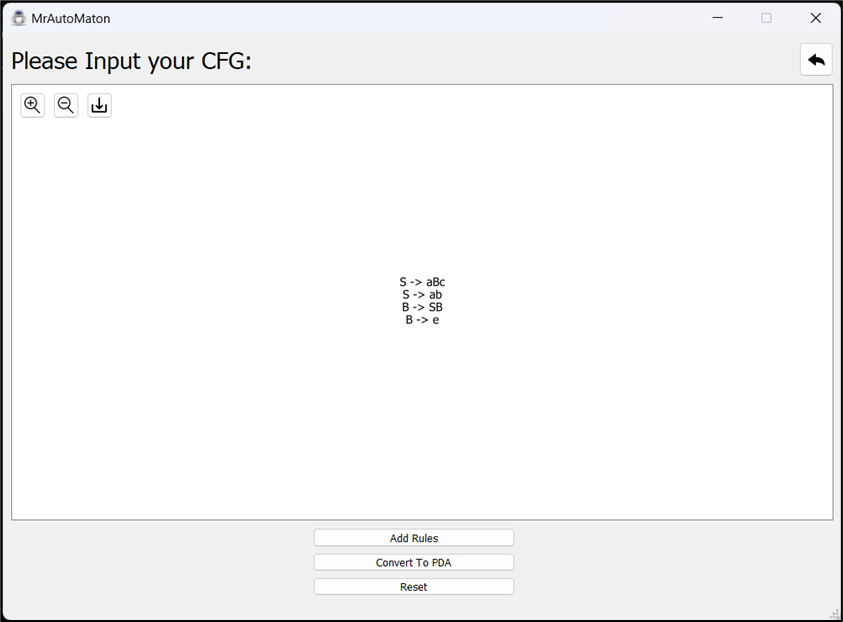 MrAutoMaton
Please Input your CFG:
S -> aBc
S -> ab
B -> SB
B -> e
Add Rules
Convert To PDA
Reset